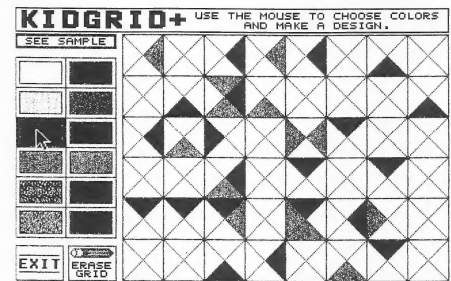 KIDGRID+ USE THE MOUSE TO CHOOSE COLORS
AND MAKE A DESIGN.
SEE SAMPLE
EXIT
ERASE
GRID